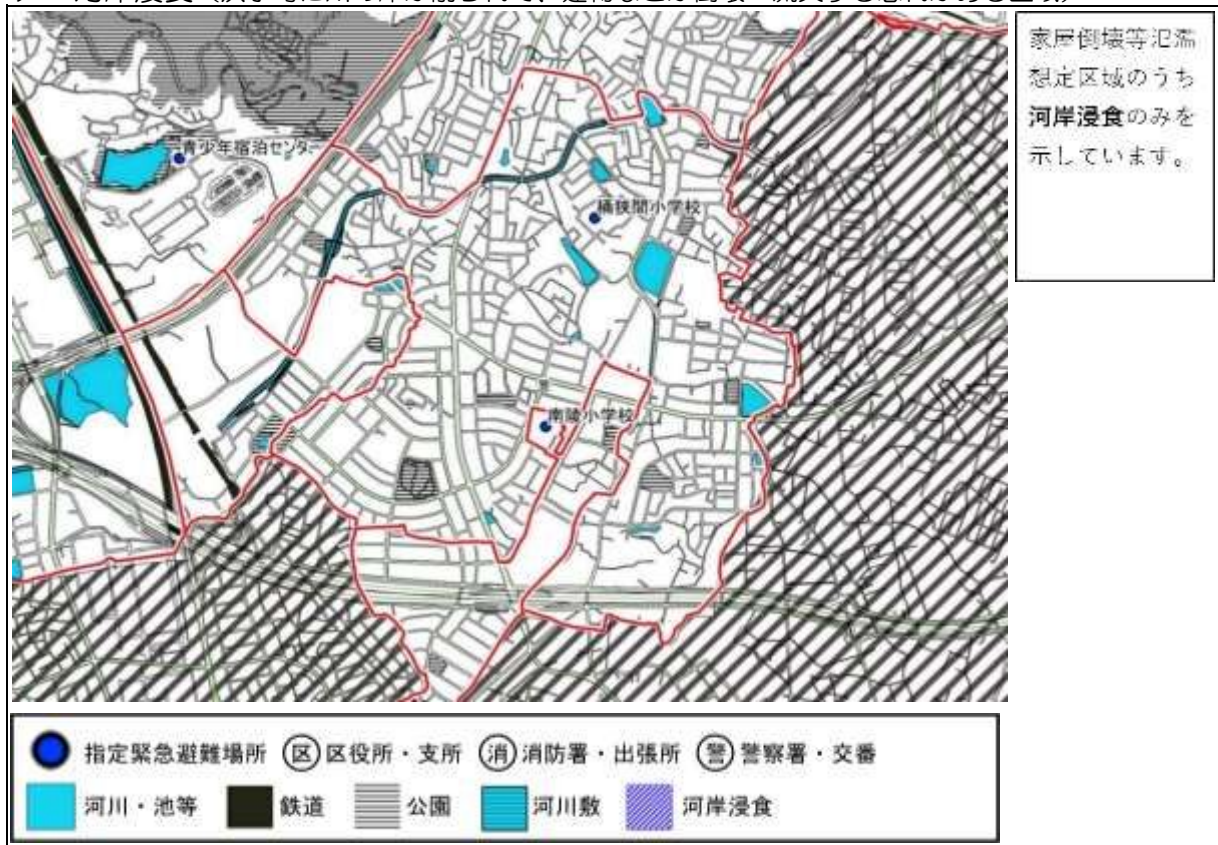 家屋倒壊等氾濫
想定区域のうち
河岸浸食のみを
示しています。
青少年宿泊センター
桶狭間小学校
南陵小学校
指定緊急避難場所 区 区役所・支所 消 消防署・出張所 警 警察署・交番
河川・池等 鉄道 公園 河川敷 河岸浸食